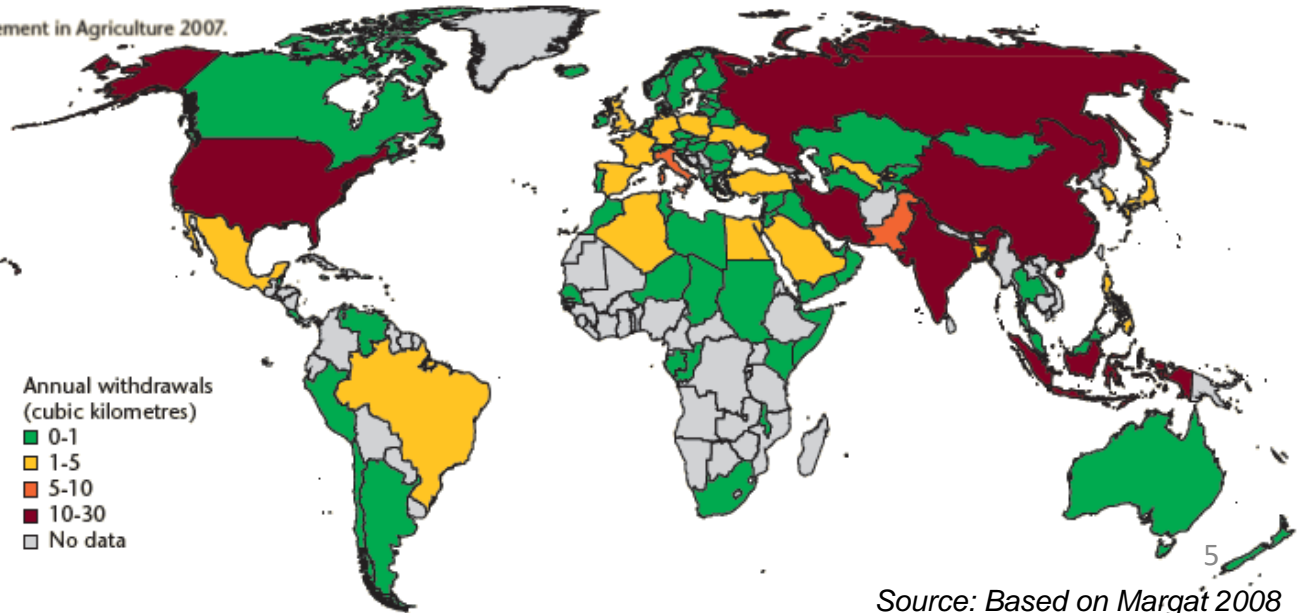 ement in Agriculture 2007.
Annual withdrawals
(cubic kilometres)
0-1
1-5
5-10
10-30
No data
5
Source: Based on Margat 2008